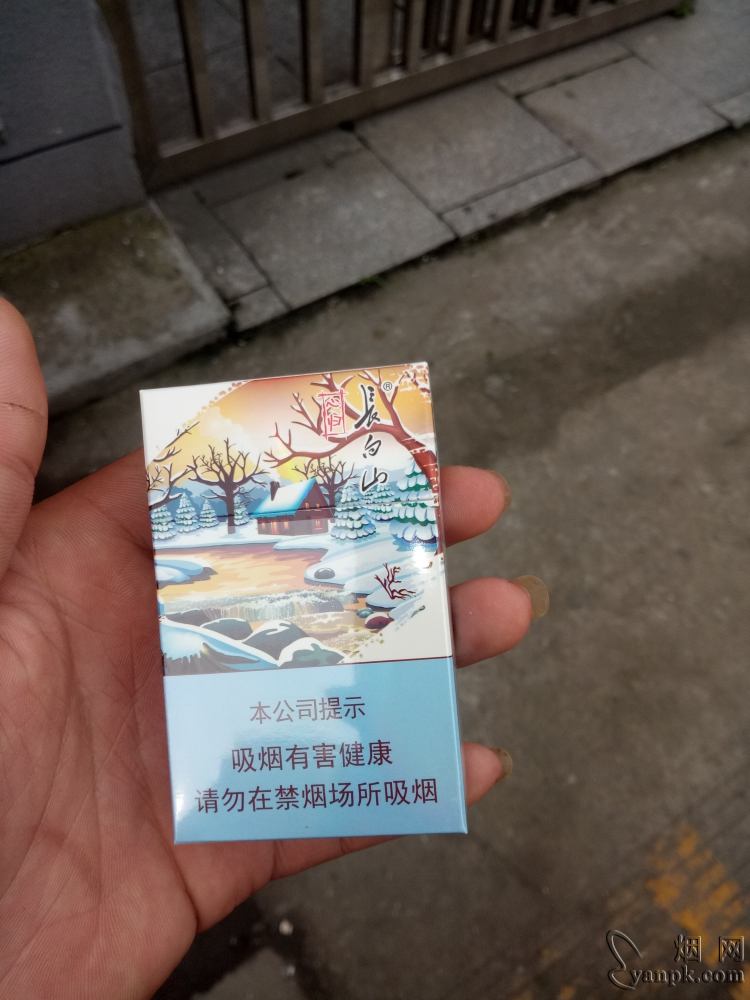 長白山®
本公司提示
吸烟有害健康
请勿在禁烟场所吸烟
烟网
yanpk.com